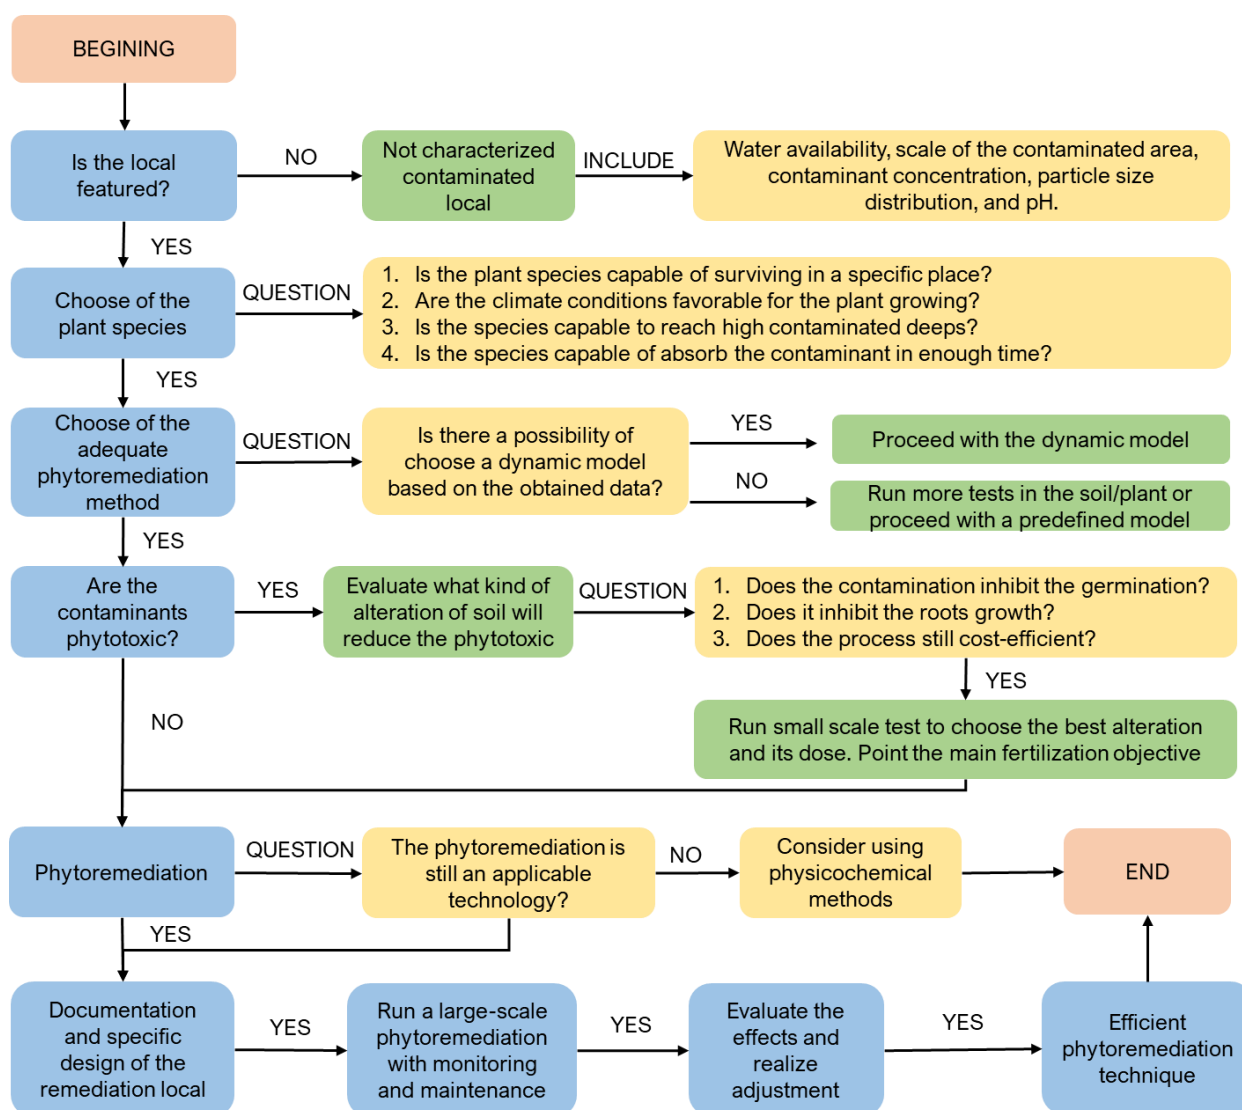 BEGINING
Is the local
featured?
NO
Not characterized
contaminated
local
INCLUDE
Water availability, scale of the contaminated area,
contaminant concentration, particle size
distribution, and pH.
YES
Choose of the
plant species
QUESTION
1. Is the plant species capable of surviving in a specific place?
2. Are the climate conditions favorable for the plant growing?
3. Is the species capable to reach high contaminated deeps?
4. Is the species capable of absorb the contaminant in enough time?
YES
Choose of the
adequate
phytoremediation
method
QUESTION
Is there a possibility of
choose a dynamic model
based on the obtained data?
YES
Proceed with the dynamic model
NO
Run more tests in the soil/plant or
proceed with a predefined model
YES
Are the
contaminants
phytotoxic?
YES
Evaluate what kind of
alteration of soil will
reduce the phytotoxic
QUESTION
1. Does the contamination inhibit the germination?
2. Does it inhibit the roots growth?
3. Does the process still cost-efficient?
YES
Run small scale test to choose the best alteration
and its dose. Point the main fertilization objective
NO
Phytoremediation
QUESTION
The phytoremediation is
still an applicable
technology?
NO
Consider using
physicochemical
methods
END
YES
Documentation
and specific
design of the
remediation local
YES
Run a large-scale
phytoremediation
with monitoring
and maintenance
YES
Evaluate the
effects and
realize
adjustment
YES
Efficient
phytoremediation
technique